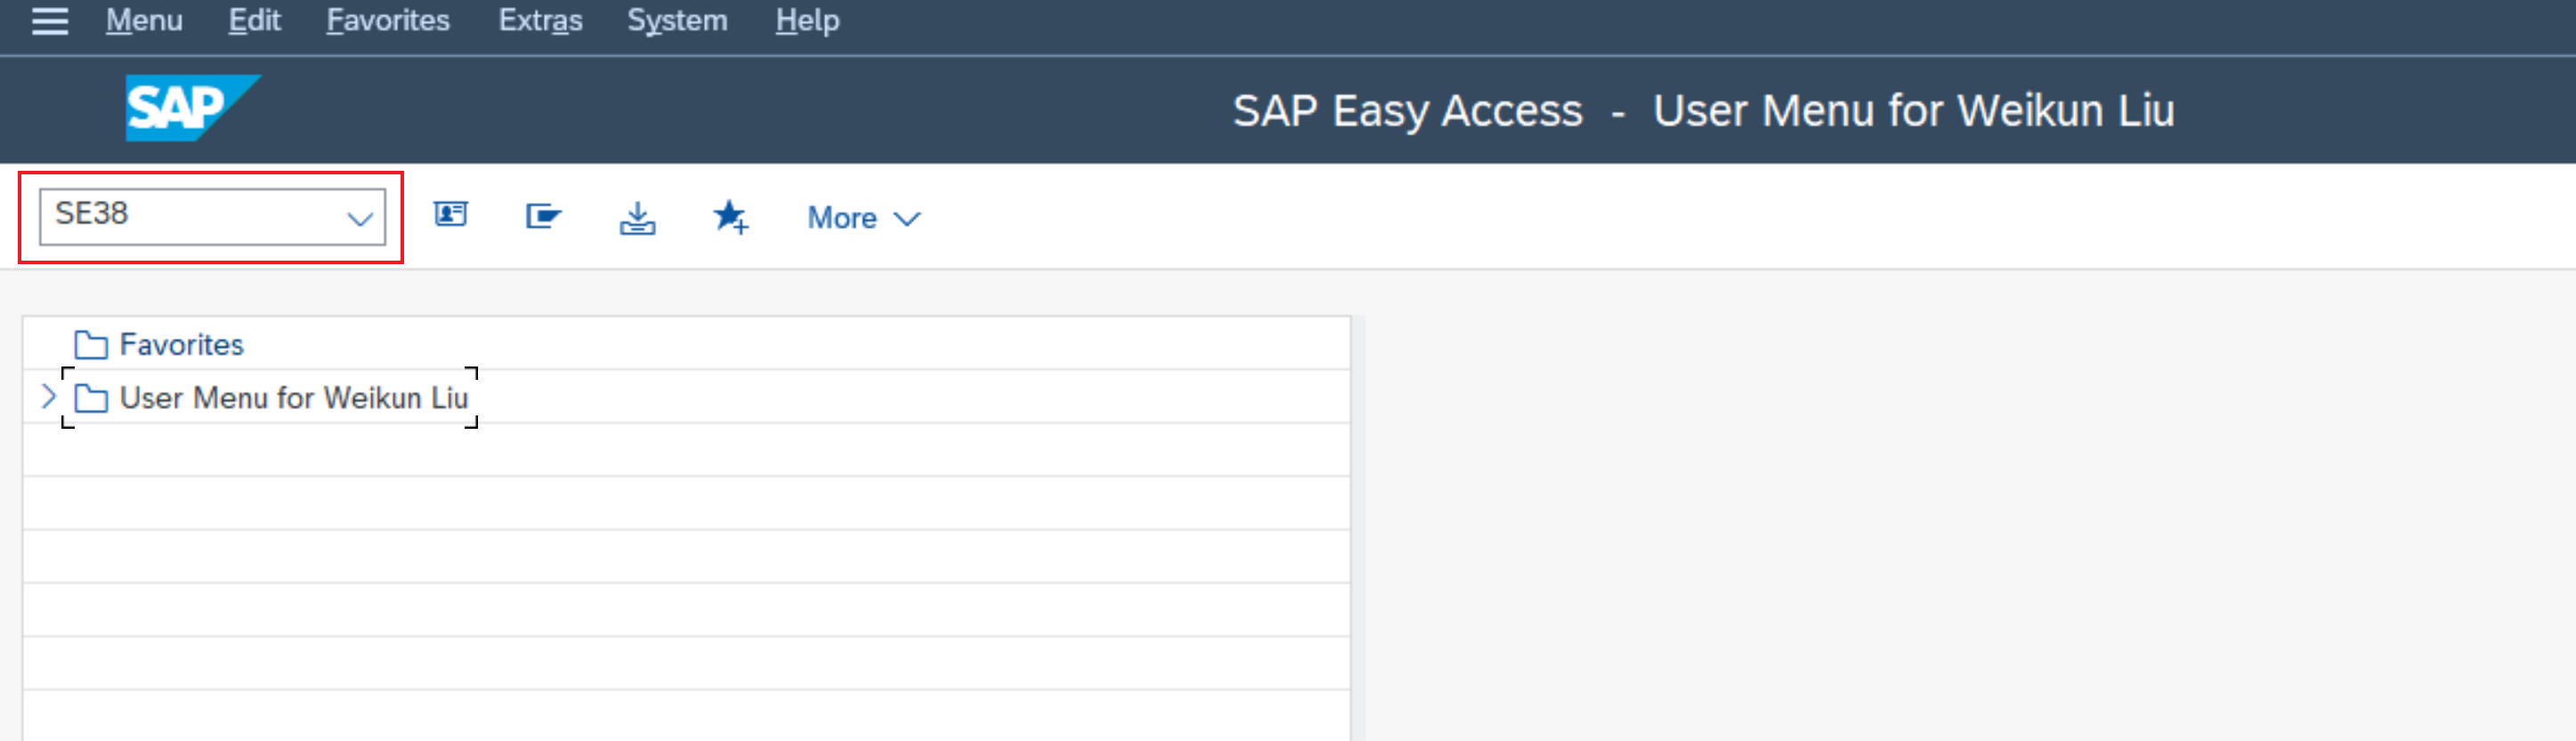 Menu Edit Favorites Extras System Help
SAP
SAP Easy Access - User Menu for Weikun Liu
SE38 More
Favorites
User Menu for Weikun Liu